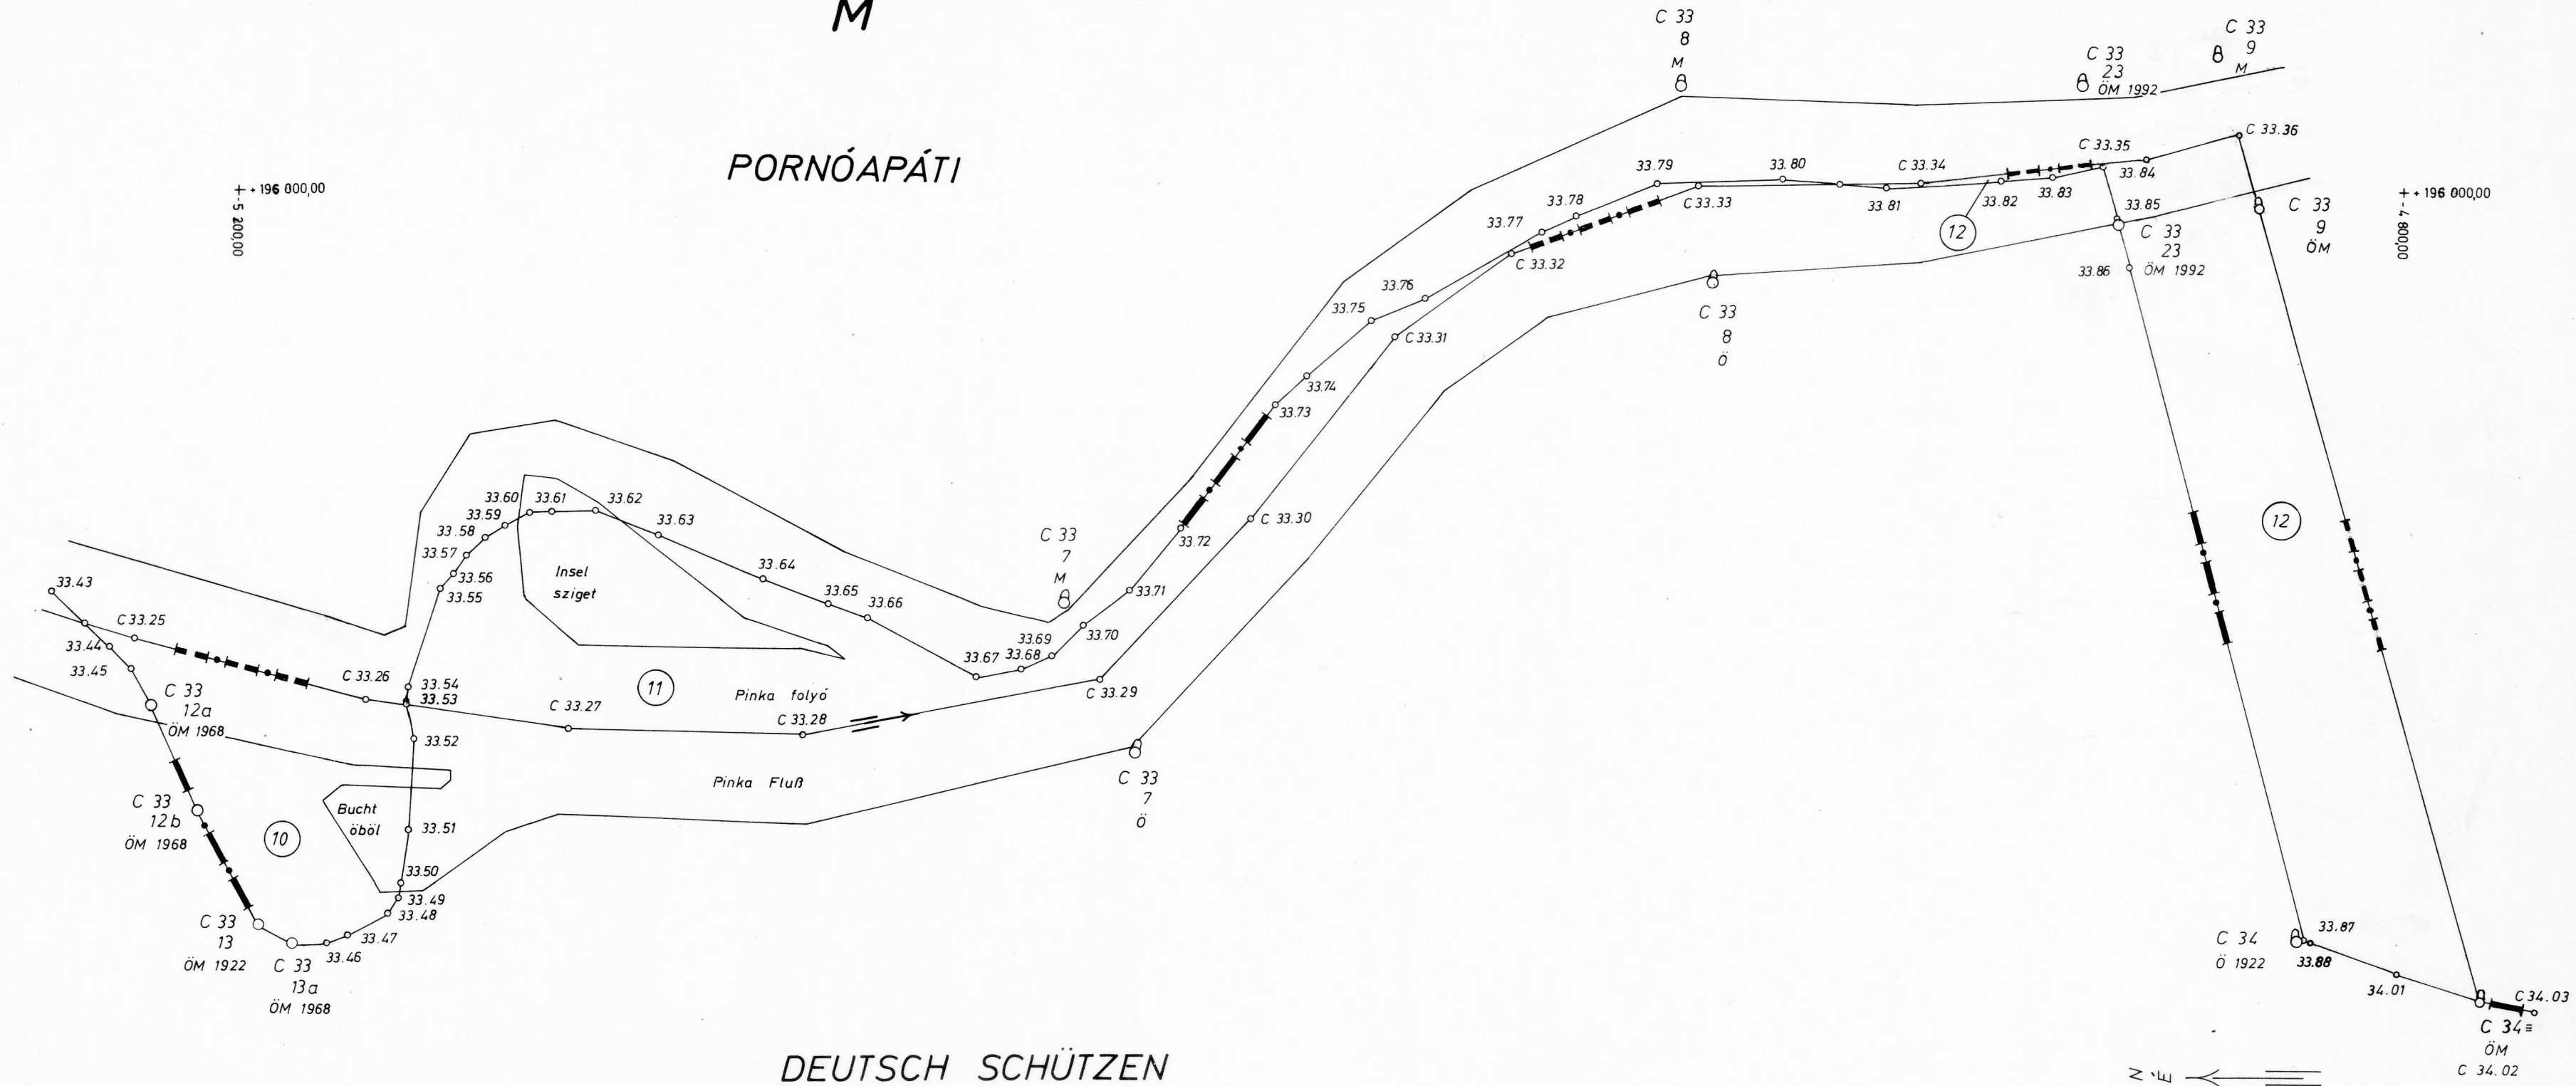 M
C 33
8
M
C 33
9
M
C 33
23
ÖM 1992
PORNÓAPÁTI
+ 196 000,00
-5 200,00
+ 196 000,00
-4 800,00
33.79
33.80
C 33.34
C 33.35
C 33.36
33.84
33.83
33.82
33.81
C 33.33
33.78
33.77
C 33.32
12
33.85
C 33
23
ÖM 1992
33.86
C 33
9
ÖM
C 33
8
Ö
33.76
33.75
C 33.31
33.74
33.73
33.72
C 33.30
12
33.60
33.61
33.62
33.59
33.63
33.58
33.57
33.56
33.55
33.64
33.65
33.66
Insel
sziget
C 33
7
M
33.71
33.70
33.69
33.68
33.67
33.43
C 33.25
33.44
33.45
C 33
12a
ÖM 1968
C 33.26
33.54
33.53
C 33.27
11
Pinka folyó
C 33.28
C 33.29
33.52
Pinka Fluß
C 33
7
Ö
C 33
12b
ÖM 1968
10
Bucht
öböl
33.51
33.50
33.49
33.48
33.47
33.46
C 33
13
ÖM 1922
C 33
13a
ÖM 1968
C 34
Ö 1922
33.87
33.88
34.01
C 34.03
C 34≡
ÖM
C 34.02
DEUTSCH SCHÜTZEN
N
É